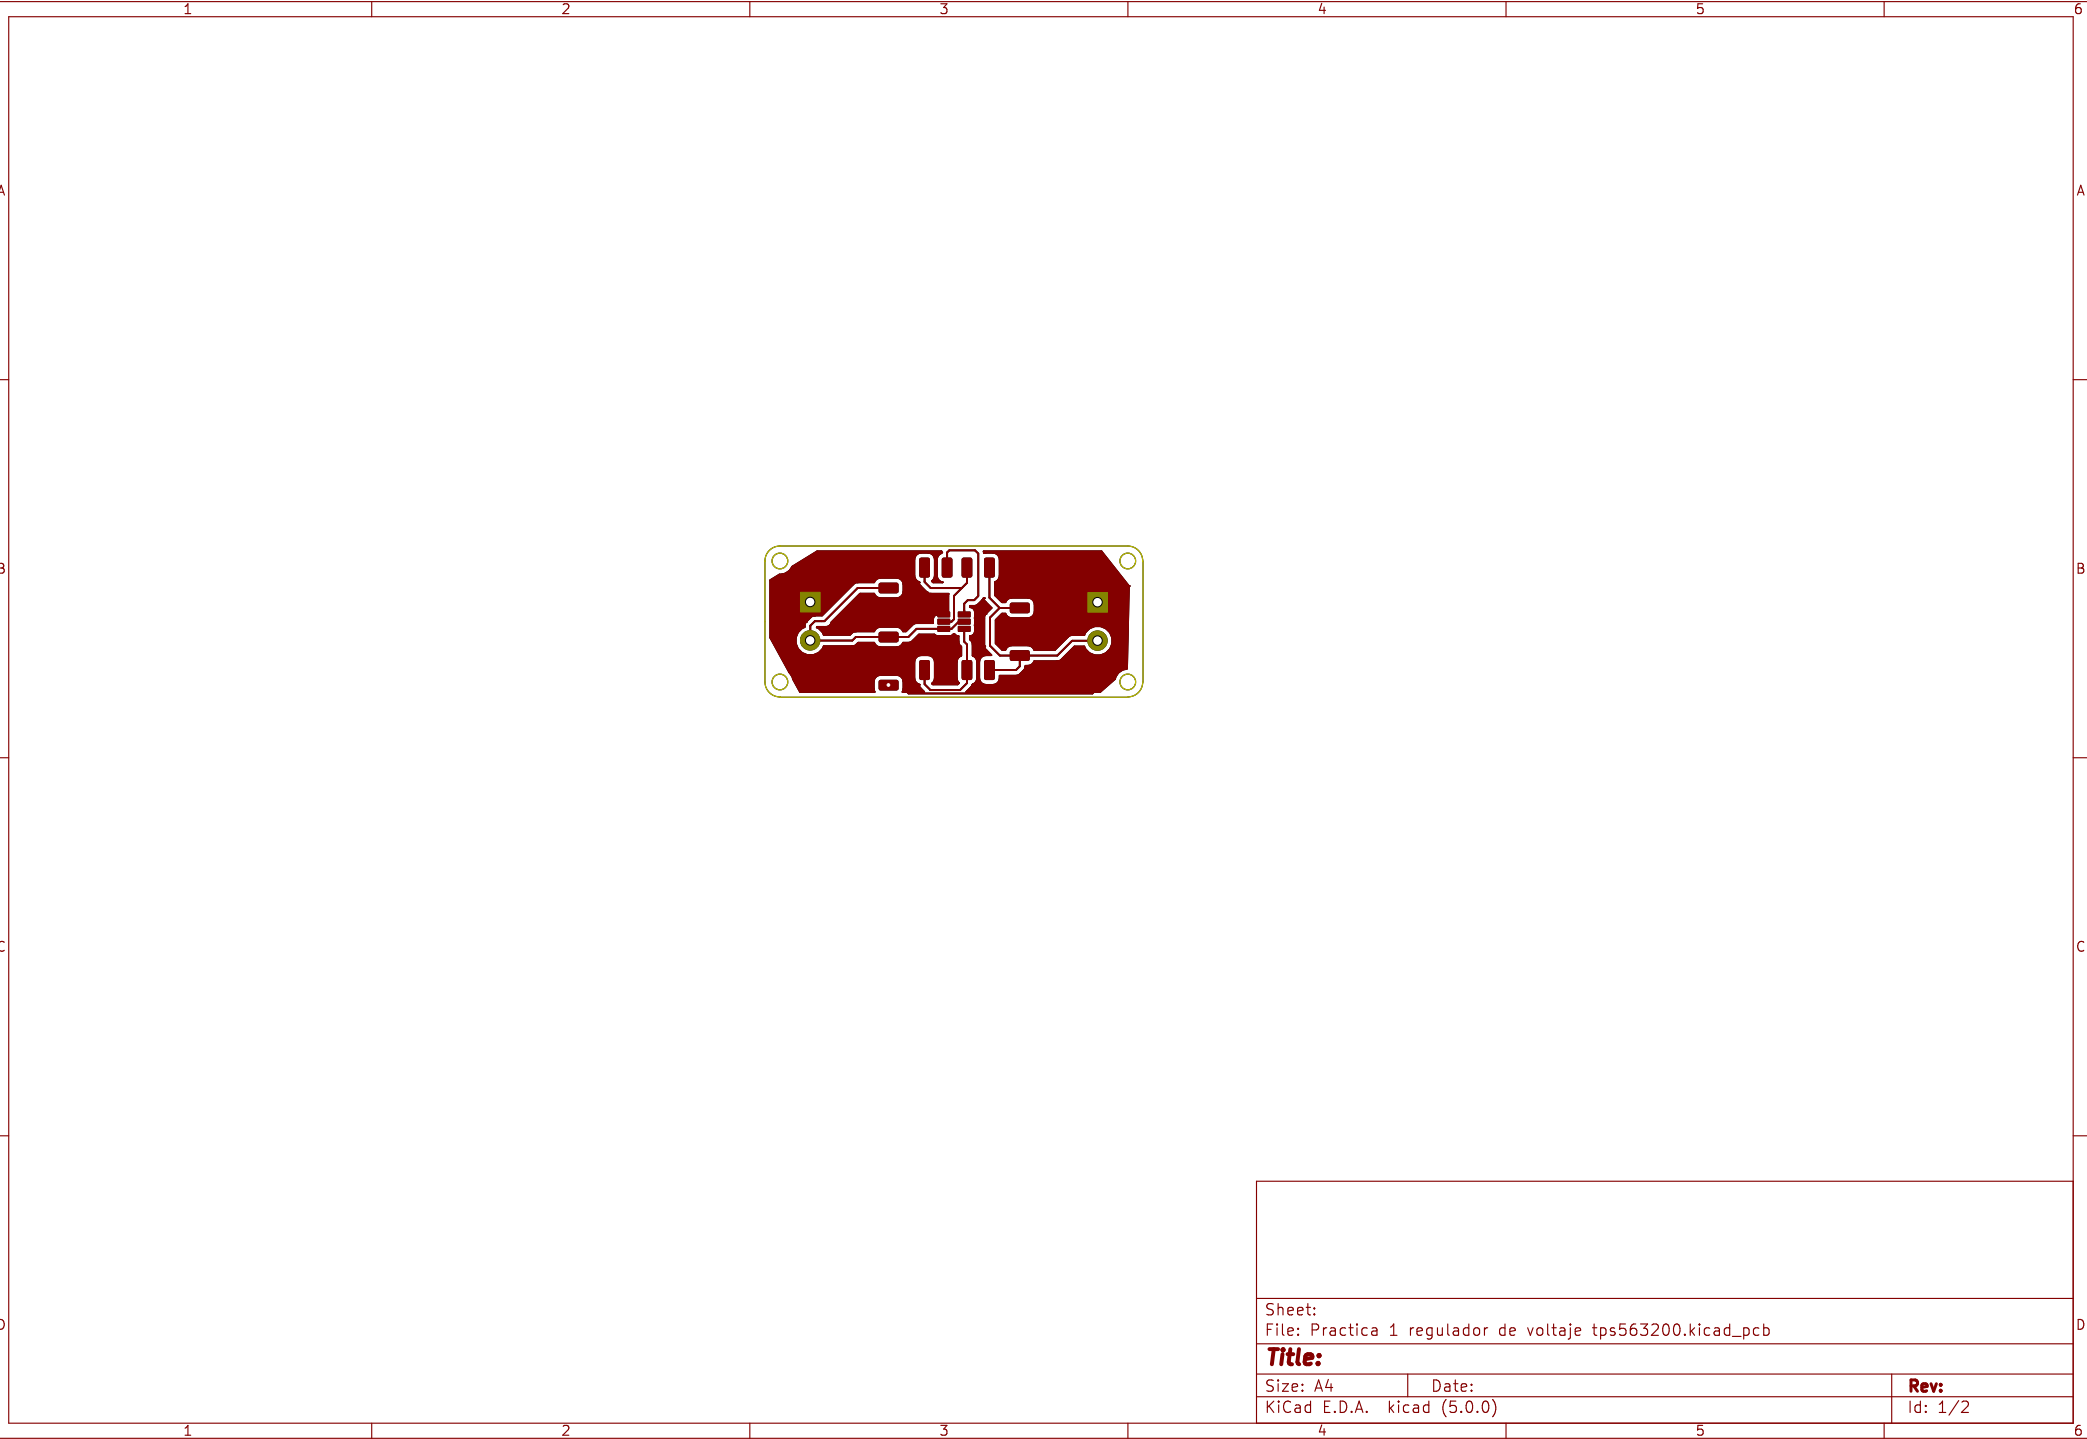 1 2 3 4 5 6
A A
B B
C C
D D
Sheet:
File: Practica 1 regulador de voltaje tps563200.kicad_pcb
Title:
Size: A4 Date: Rev:
KiCad E.D.A. kicad (5.0.0) Id: 1/2
1 2 3 4 5 6